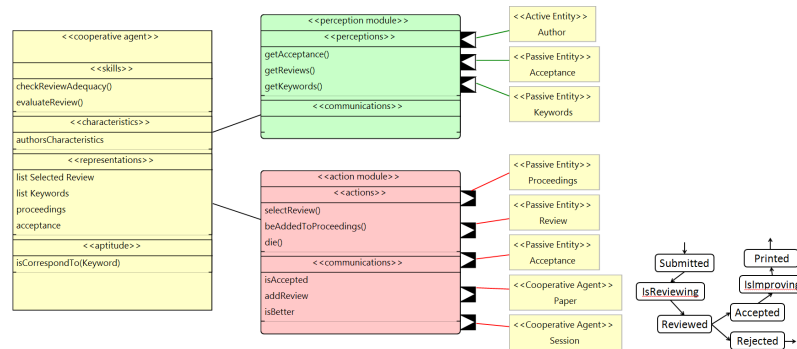 <<cooperative agent>>
<<skills>>
checkReviewAdequacy()
evaluateReview()
<<characteristics>>
authorsCharacteristics
<<representations>>
list Selected Review
list Keywords
proceedings
acceptance
<<aptitude>>
isCorrespondTo(Keyword)
<<perception module>>
<<perceptions>>
getAcceptance()
getReviews()
getKeywords()
<<communications>>
<<action module>>
<<actions>>
selectReview()
beAddedToProceedings()
die()
<<communications>>
isAccepted
addReview
isBetter
<<Active Entity>>
Author
<<Passive Entity>>
Acceptance
<<Passive Entity>>
Keywords
<<Passive Entity>>
Proceedings
<<Passive Entity>>
Review
<<Passive Entity>>
Acceptance
<<Cooperative Agent>>
Paper
<<Cooperative Agent>>
Session
Submitted
IsReviewing
Reviewed
Printed
IsImproving
Accepted
Rejected